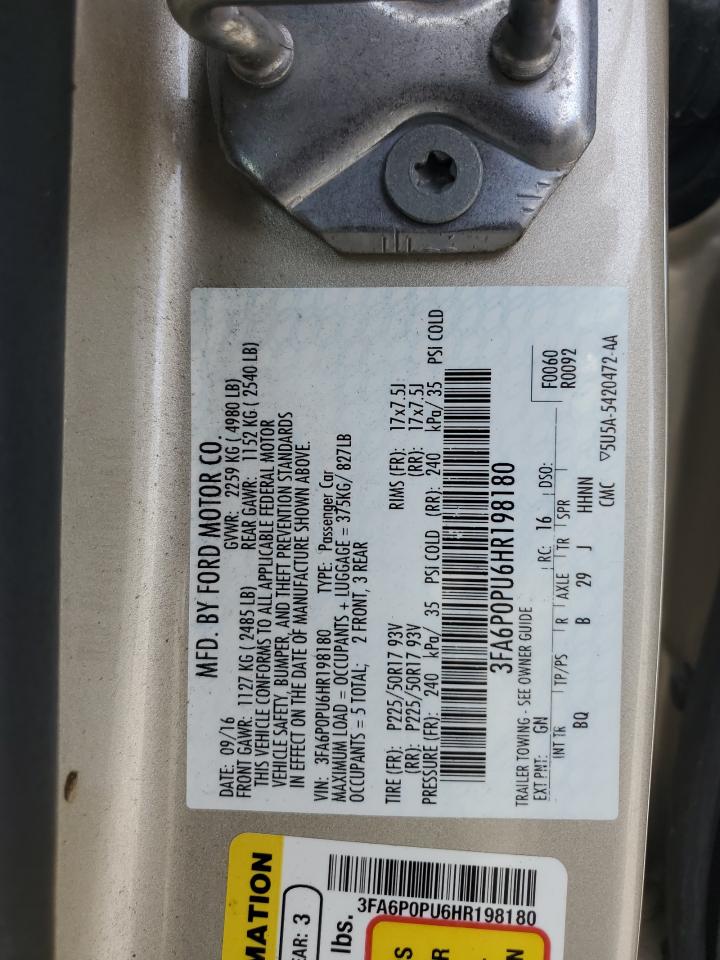 MFD. BY FORD MOTOR CO.
DATE: 09/16 GVWR: 2259 KG ( 4980 LB)
FRONT GAWR: 1127 KG ( 2485 LB) REAR GAWR: 1152 KG ( 2540 LB)
THIS VEHICLE CONFORMS TO ALL APPLICABLE FEDERAL MOTOR
VEHICLE SAFETY, BUMPER, AND THEFT PREVENTION STANDARDS
IN EFFECT ON THE DATE OF MANUFACTURE SHOWN ABOVE.
VIN: 3FA6P0PU6HR198180 TYPE: Passenger Car
MAXIMUM LOAD = OCCUPANTS + LUGGAGE = 375KG/ 827LB
OCCUPANTS = 5 TOTAL; 2 FRONT, 3 REAR
TIRE (FR): P225/50R17 93V RIMS (FR): 17x7.5J
(RR): P225/50R17 93V (RR): 17x7.5J
PRESSURE (FR): 240 kPa/ 35 PSI COLD (RR): 240 kPa/ 35 PSI COLD
3FA6P0PU6HR198180
TRAILER TOWING - SEE OWNER GUIDE
EXT PNT: GN RC: 16 DSO: F0060
R0092
INT TR TP/PS R AXLE TR SPR
BQ B 29 J HHNN
CMC ▽5U5A-5420472-AA
MATION
EAR: 3
lbs.
3FA6P0PU6HR198180
S
R
N